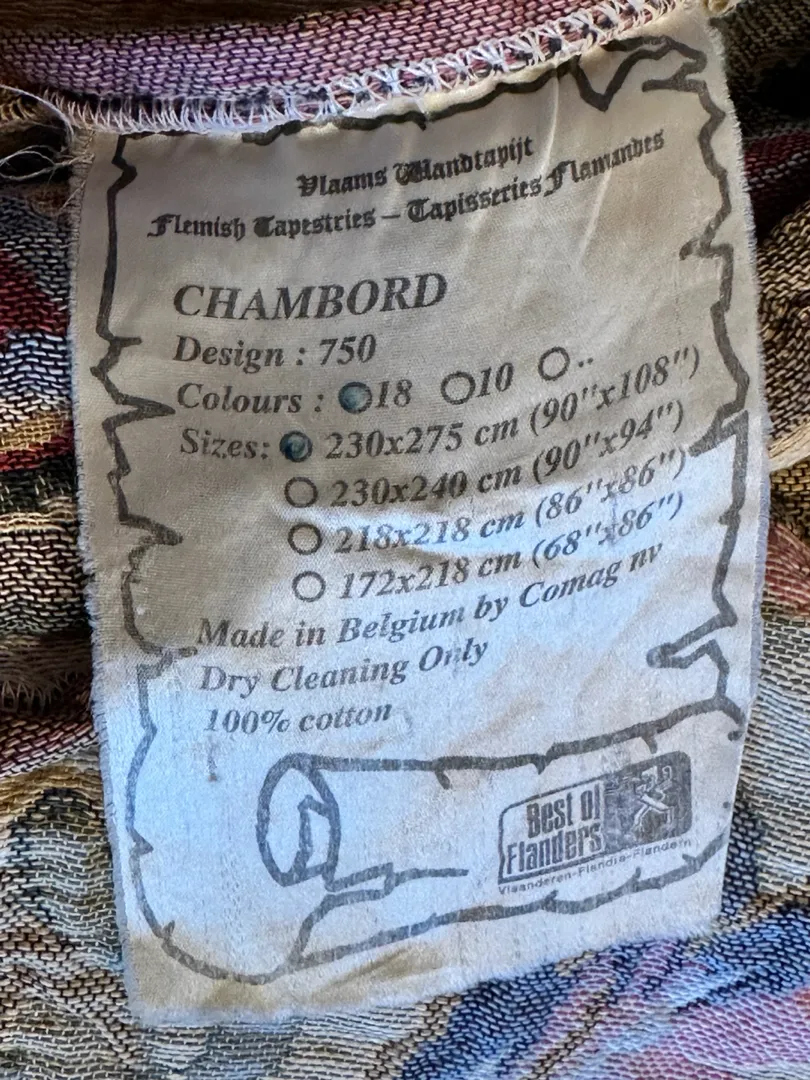 Vlaams Wandtapijt
Flemish Tapestries – Tapisseries Flamandes
CHAMBORD
Design : 750
Colours : 18 10 ..
Sizes: 230x275 cm (90"x108")
230x240 cm (90"x94")
218x218 cm (86"x86")
172x218 cm (68"x86")
Made in Belgium by Comag nv
Dry Cleaning Only
100% cotton
Best of
Flanders
Vlaanderen-Flandre-Flandern